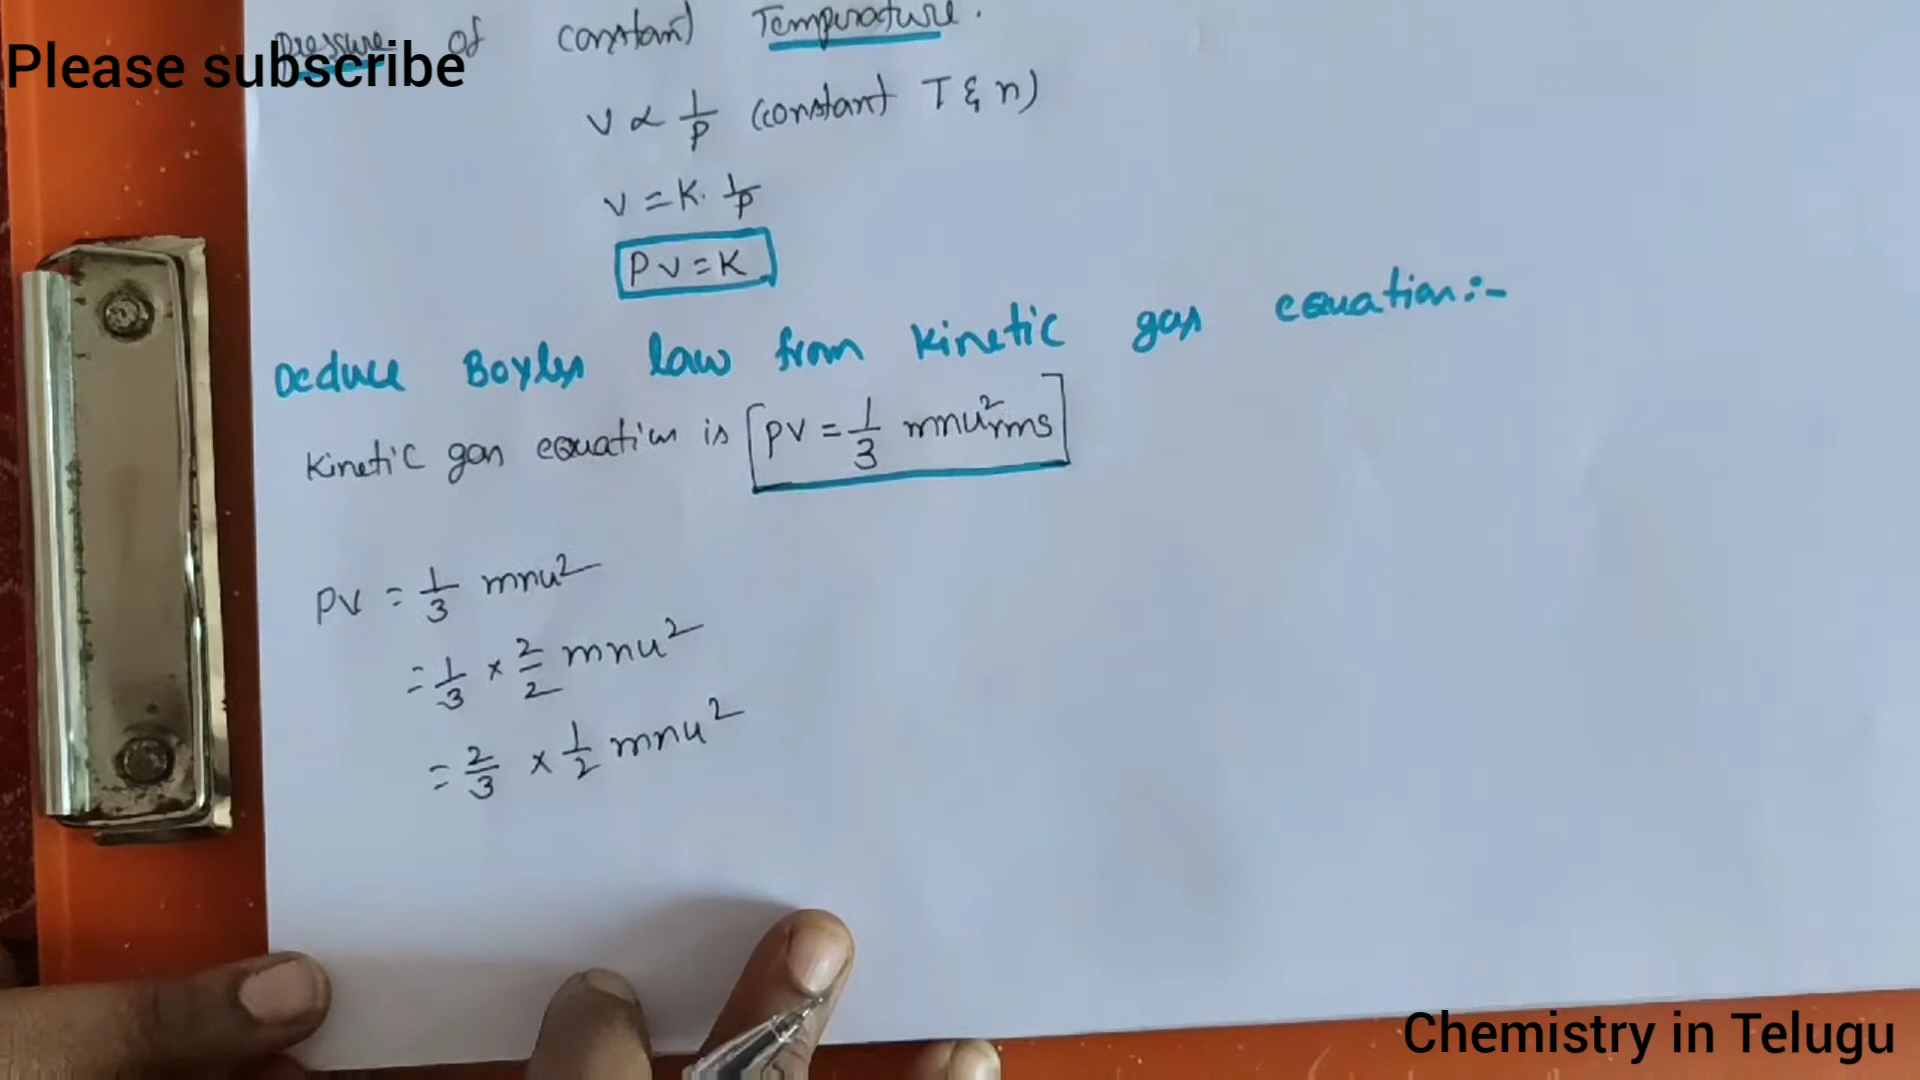 Pressure of constant Temperature.
Please subscribe
V ∝ 1/P (constant T & n)
V = K. 1/P
PV = K
Deduce Boyles law from kinetic gas equation:-
Kinetic gas equation is [PV = 1/3 mnu²rms]
PV = 1/3 mnu²
= 1/3 × 2/2 mnu²
= 2/3 × 1/2 mnu²
Chemistry in Telugu